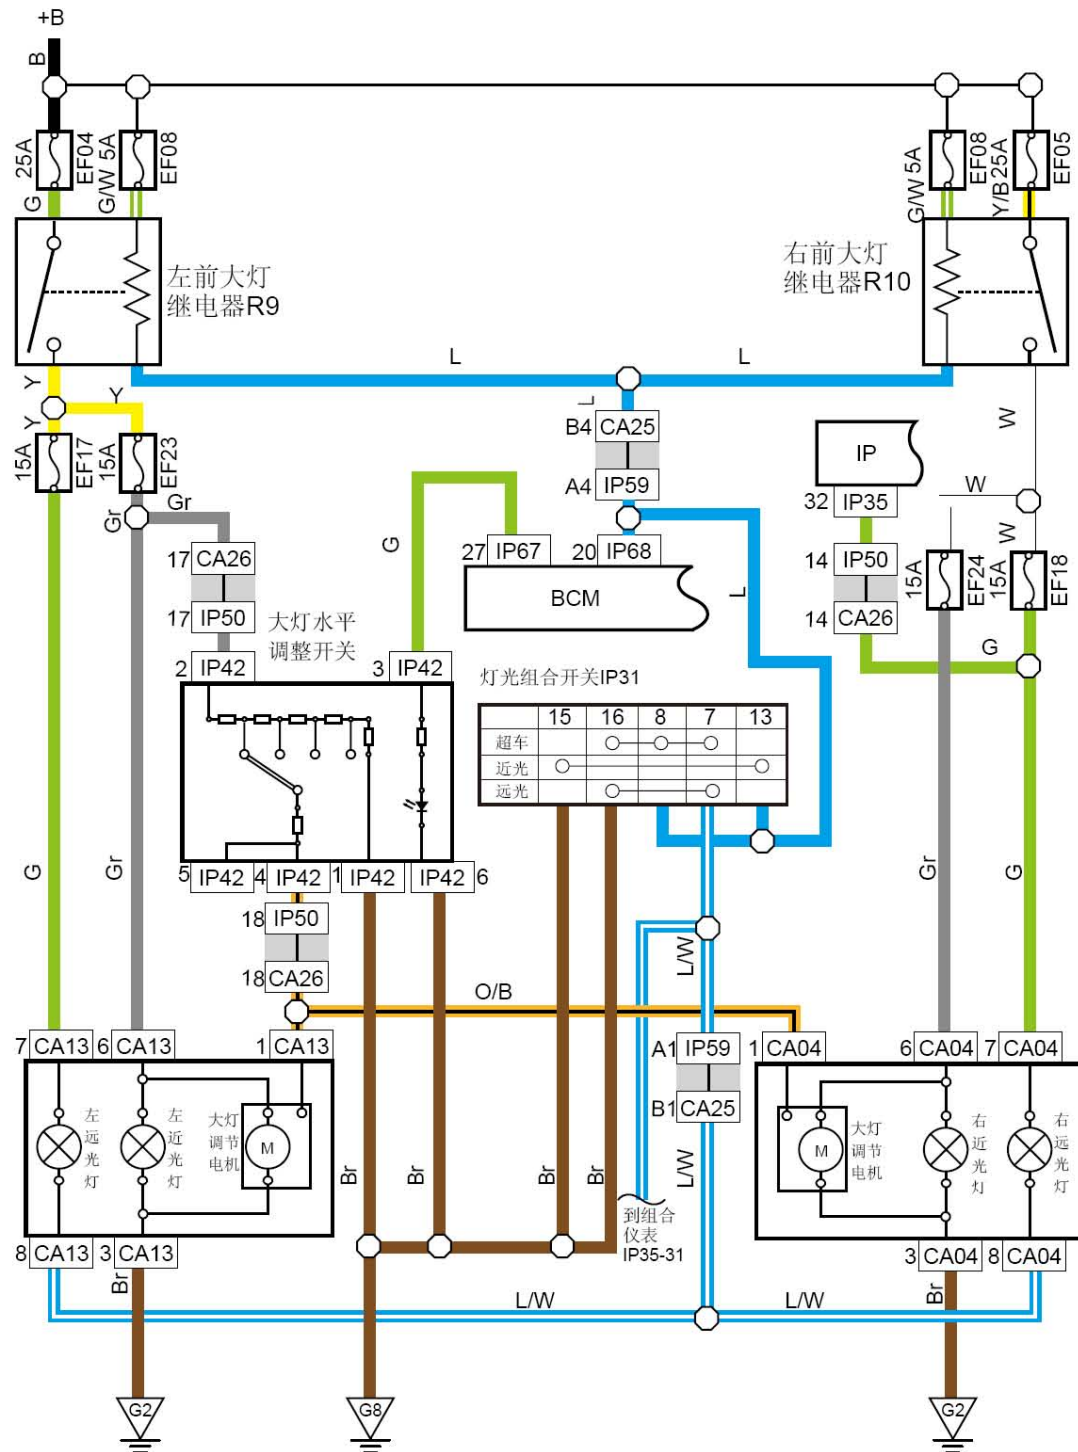 +B
B
25A
EF04
G/W 5A
EF08
G/W 5A
EF08
Y/B 25A
EF05
G
左前大灯
继电器R9
右前大灯
继电器R10
L
L
Y
Y
Y
L
B4 CA25
A4 IP59
15A
EF17
15A
EF23
Gr
Gr
IP
32 IP35
W
W
W
17 CA26
17 IP50
G
27 IP67
20 IP68
BCM
L
14 IP50
14 CA26
15A
EF24
15A
EF18
G
大灯水平
调整开关
2 IP42
3 IP42
灯光组合开关IP31
15 16 8 7 13
超车
近光
远光
G
Gr
Gr
G
5 IP42
4 IP42
1 IP42
IP42 6
18 IP50
18 CA26
O/B
L/W
7 CA13
6 CA13
1 CA13
A1 IP59
B1 CA25
1 CA04
6 CA04
7 CA04
左远光灯
左近光灯
大灯
调节
电机
M
Br
Br
Br
Br
L/W
M
大灯
调节
电机
右近光灯
右远光灯
到组合
仪表
IP35-31
8 CA13
3 CA13
3 CA04
8 CA04
Br
L/W
L/W
Br
G2
G8
G2